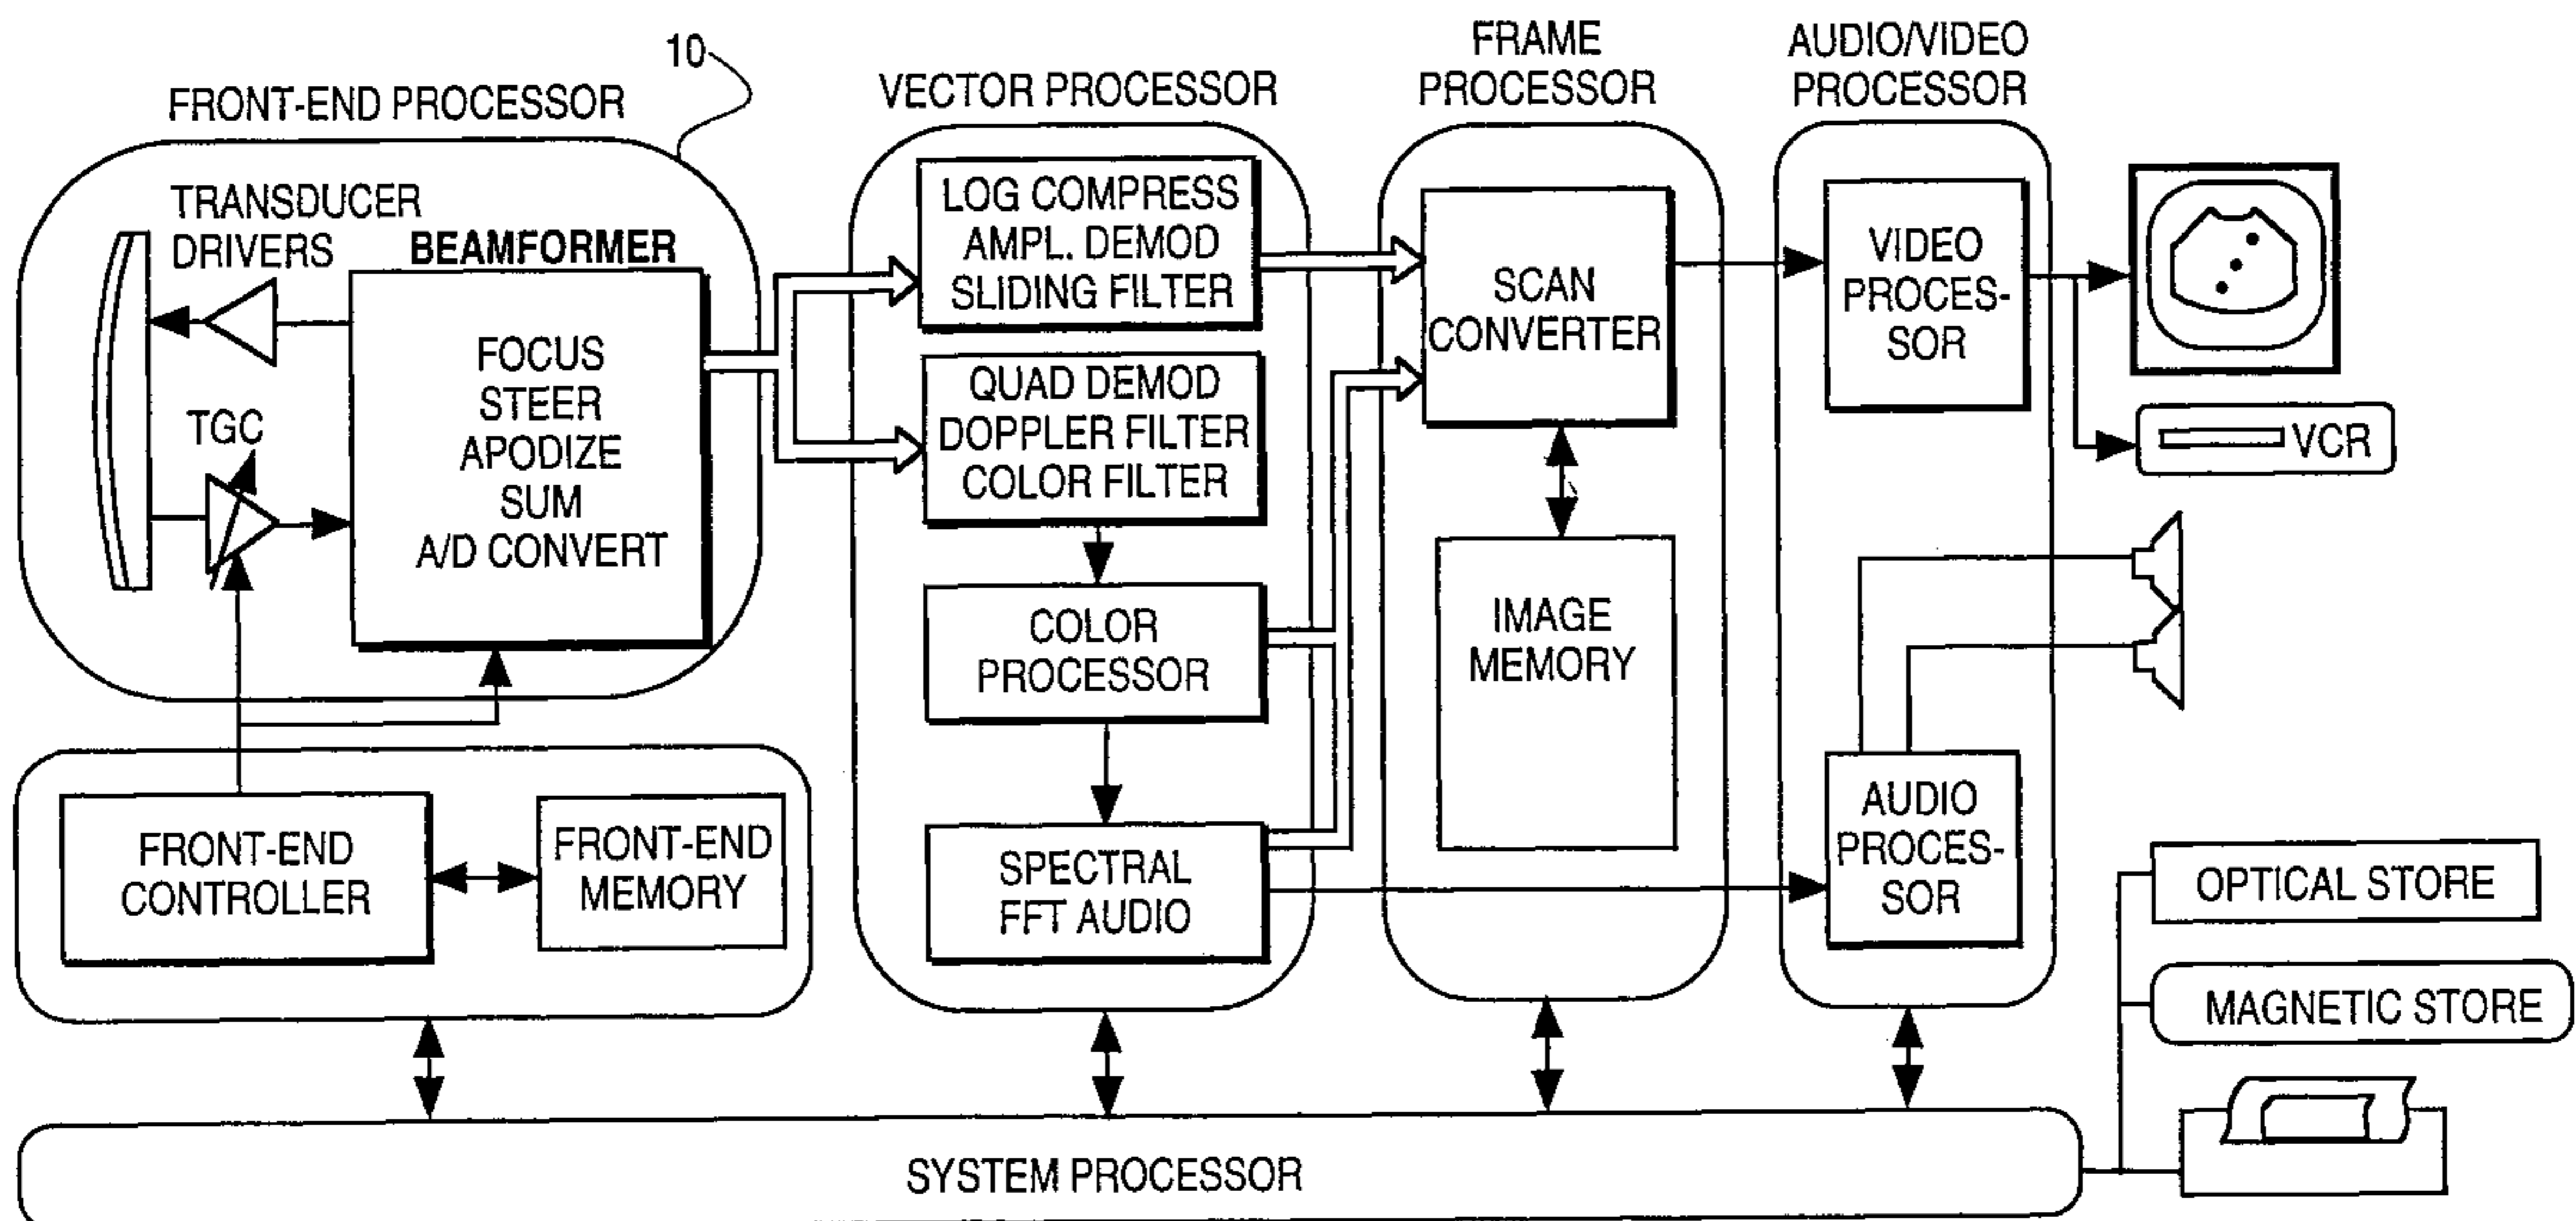 10
FRONT-END PROCESSOR
TRANSDUCER
DRIVERS
BEAMFORMER
FOCUS
STEER
APODIZE
SUM
A/D CONVERT
TGC
FRONT-END
CONTROLLER
FRONT-END
MEMORY
VECTOR PROCESSOR
LOG COMPRESS
AMPL. DEMOD
SLIDING FILTER
QUAD DEMOD
DOPPLER FILTER
COLOR FILTER
COLOR
PROCESSOR
SPECTRAL
FFT AUDIO
FRAME
PROCESSOR
SCAN
CONVERTER
IMAGE
MEMORY
AUDIO/VIDEO
PROCESSOR
VIDEO
PROCES-
SOR
AUDIO
PROCES-
SOR
VCR
OPTICAL STORE
MAGNETIC STORE
SYSTEM PROCESSOR